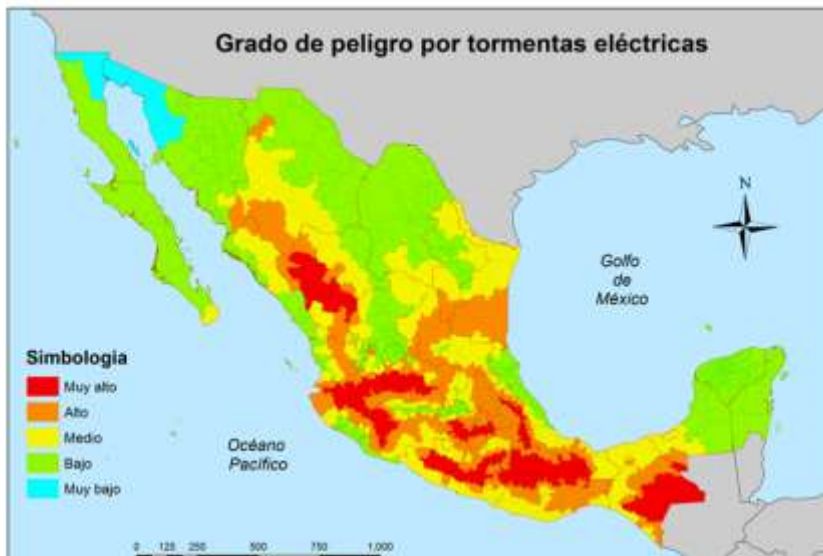 Grado de peligro por tormentas eléctricas
N
Golfo
de
México
Simbologia
Muy alto
Alto
Medio
Bajo
Muy bajo
Océano
Pacífico
0 125 250 500 750 1,000